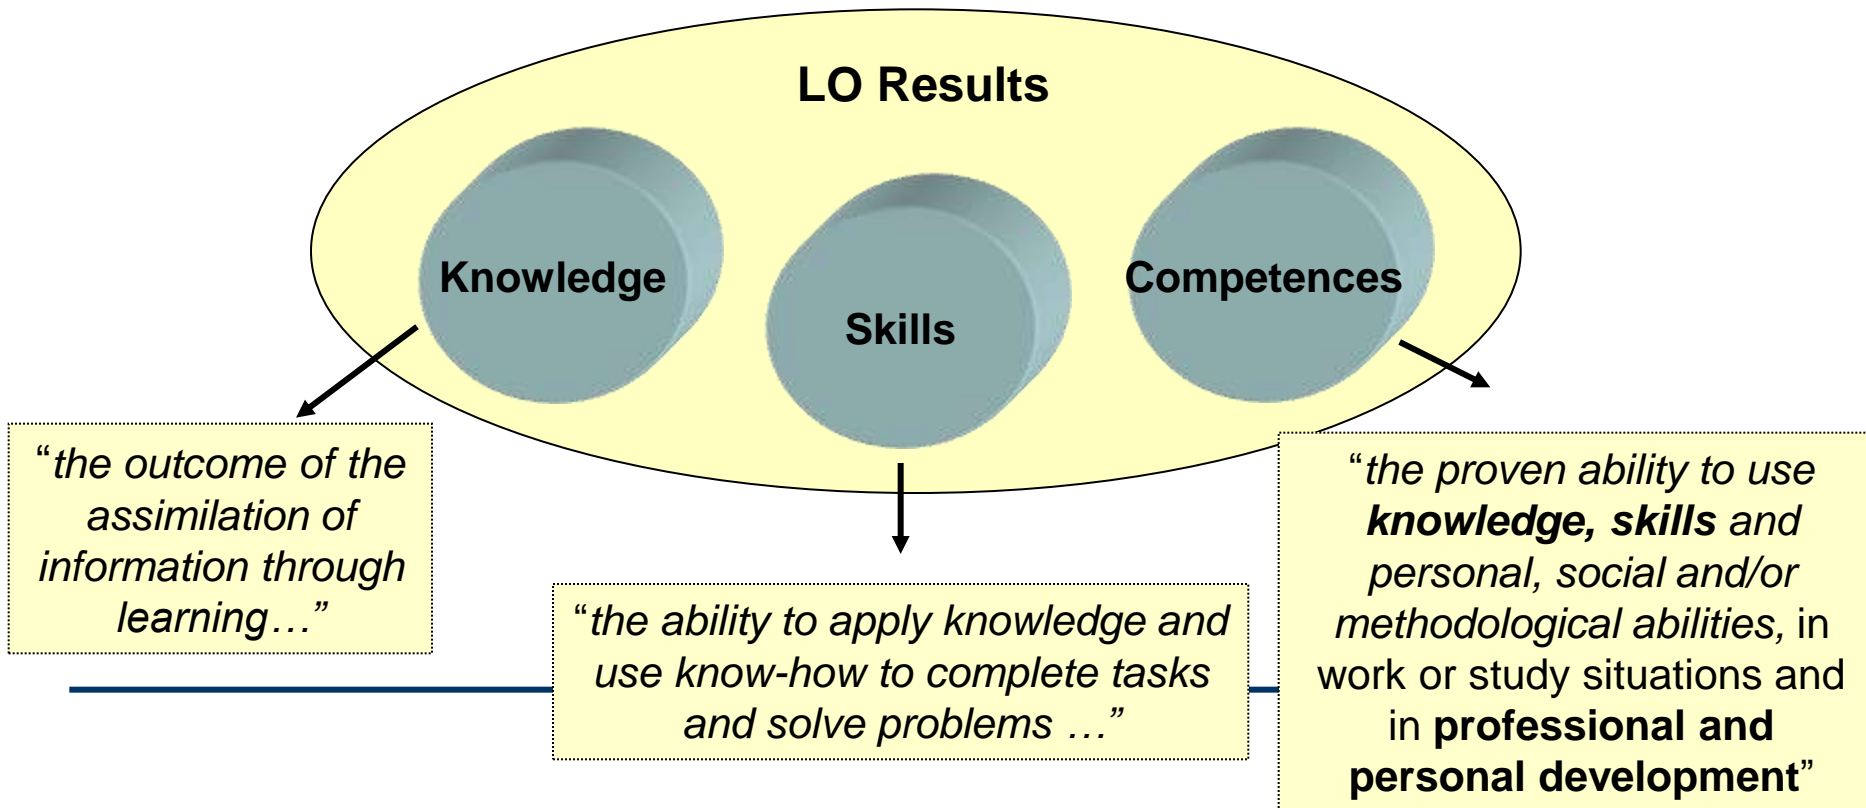 LO Results
Knowledge
Skills
Competences
“the outcome of the
assimilation of
information through
learning…”
“the ability to apply knowledge and
use know-how to complete tasks
and solve problems …”
“the proven ability to use
knowledge, skills and
personal, social and/or
methodological abilities, in
work or study situations and
in professional and
personal development”